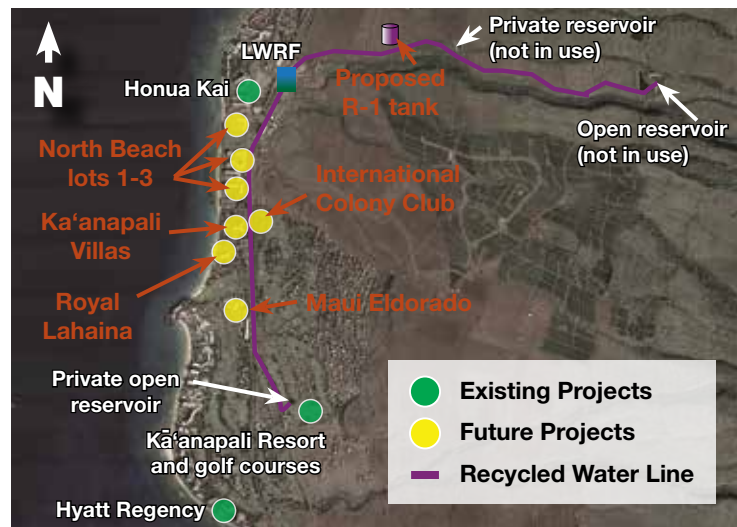 Private reservoir
(not in use)
LWRF
Honua Kai
Proposed
R-1 tank
Open reservoir
(not in use)
N
North Beach
lots 1-3
International
Colony Club
Ka‘anapali
Villas
Royal
Lahaina
Maui Eldorado
Private open
reservoir
Kā‘anapali Resort
and golf courses
Hyatt Regency
Existing Projects
Future Projects
Recycled Water Line